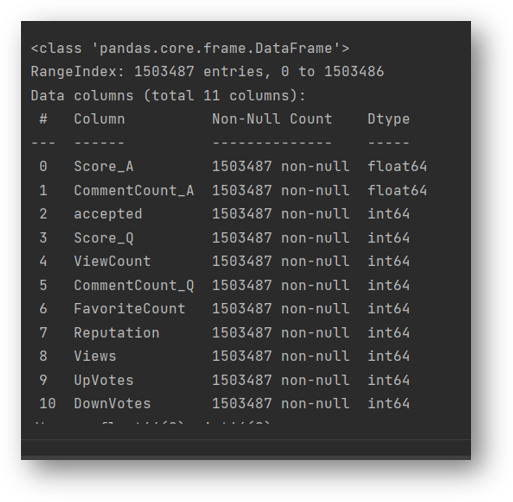 <class 'pandas.core.frame.DataFrame'>
RangeIndex: 1503487 entries, 0 to 1503486
Data columns (total 11 columns):
 #   Column          Non-Null Count    Dtype
---  ------          --------------    -----
 0   Score_A         1503487 non-null  float64
 1   CommentCount_A  1503487 non-null  float64
 2   accepted        1503487 non-null  int64
 3   Score_Q         1503487 non-null  int64
 4   ViewCount       1503487 non-null  int64
 5   CommentCount_Q  1503487 non-null  int64
 6   FavoriteCount   1503487 non-null  int64
 7   Reputation      1503487 non-null  int64
 8   Views           1503487 non-null  int64
 9   UpVotes         1503487 non-null  int64
 10  DownVotes       1503487 non-null  int64